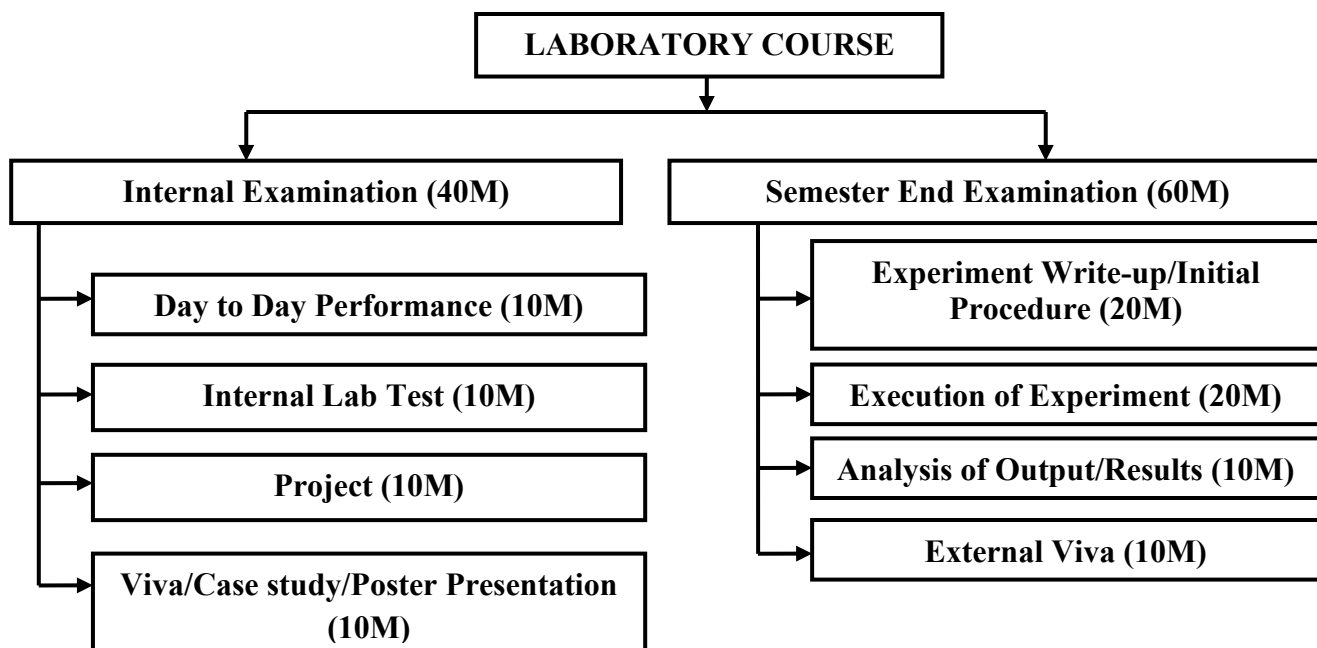 LABORATORY COURSE
Internal Examination (40M)
Day to Day Performance (10M)
Internal Lab Test (10M)
Project (10M)
Viva/Case study/Poster Presentation
(10M)
Semester End Examination (60M)
Experiment Write-up/Initial
Procedure (20M)
Execution of Experiment (20M)
Analysis of Output/Results (10M)
External Viva (10M)